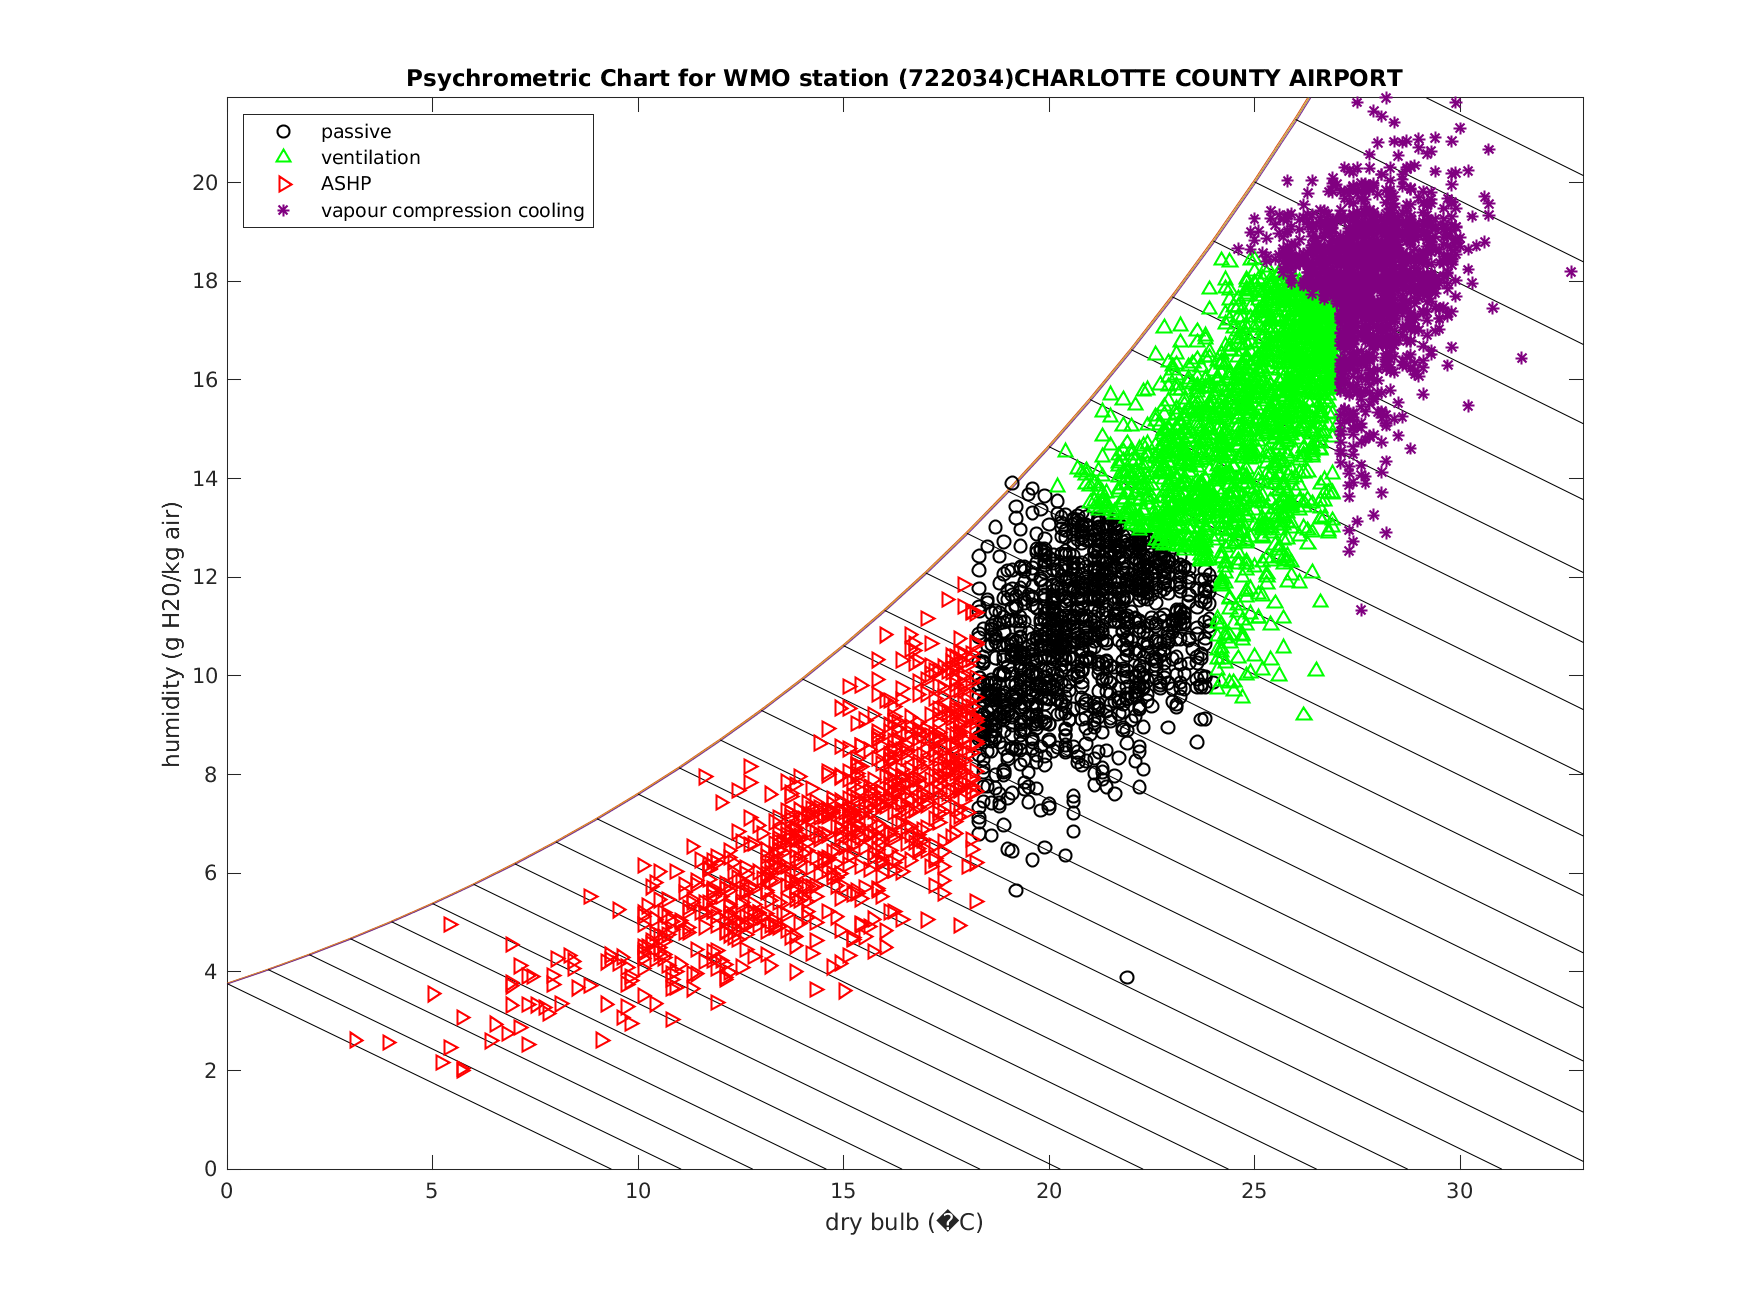 Psychrometric Chart for WMO station (722034)CHARLOTTE COUNTY AIRPORT
passive
ventilation
ASHP
vapour compression cooling
20
18
16
14
12
10
8
6
4
2
0
humidity (g H20/kg air)
0 5 10 15 20 25 30
dry bulb (�C)